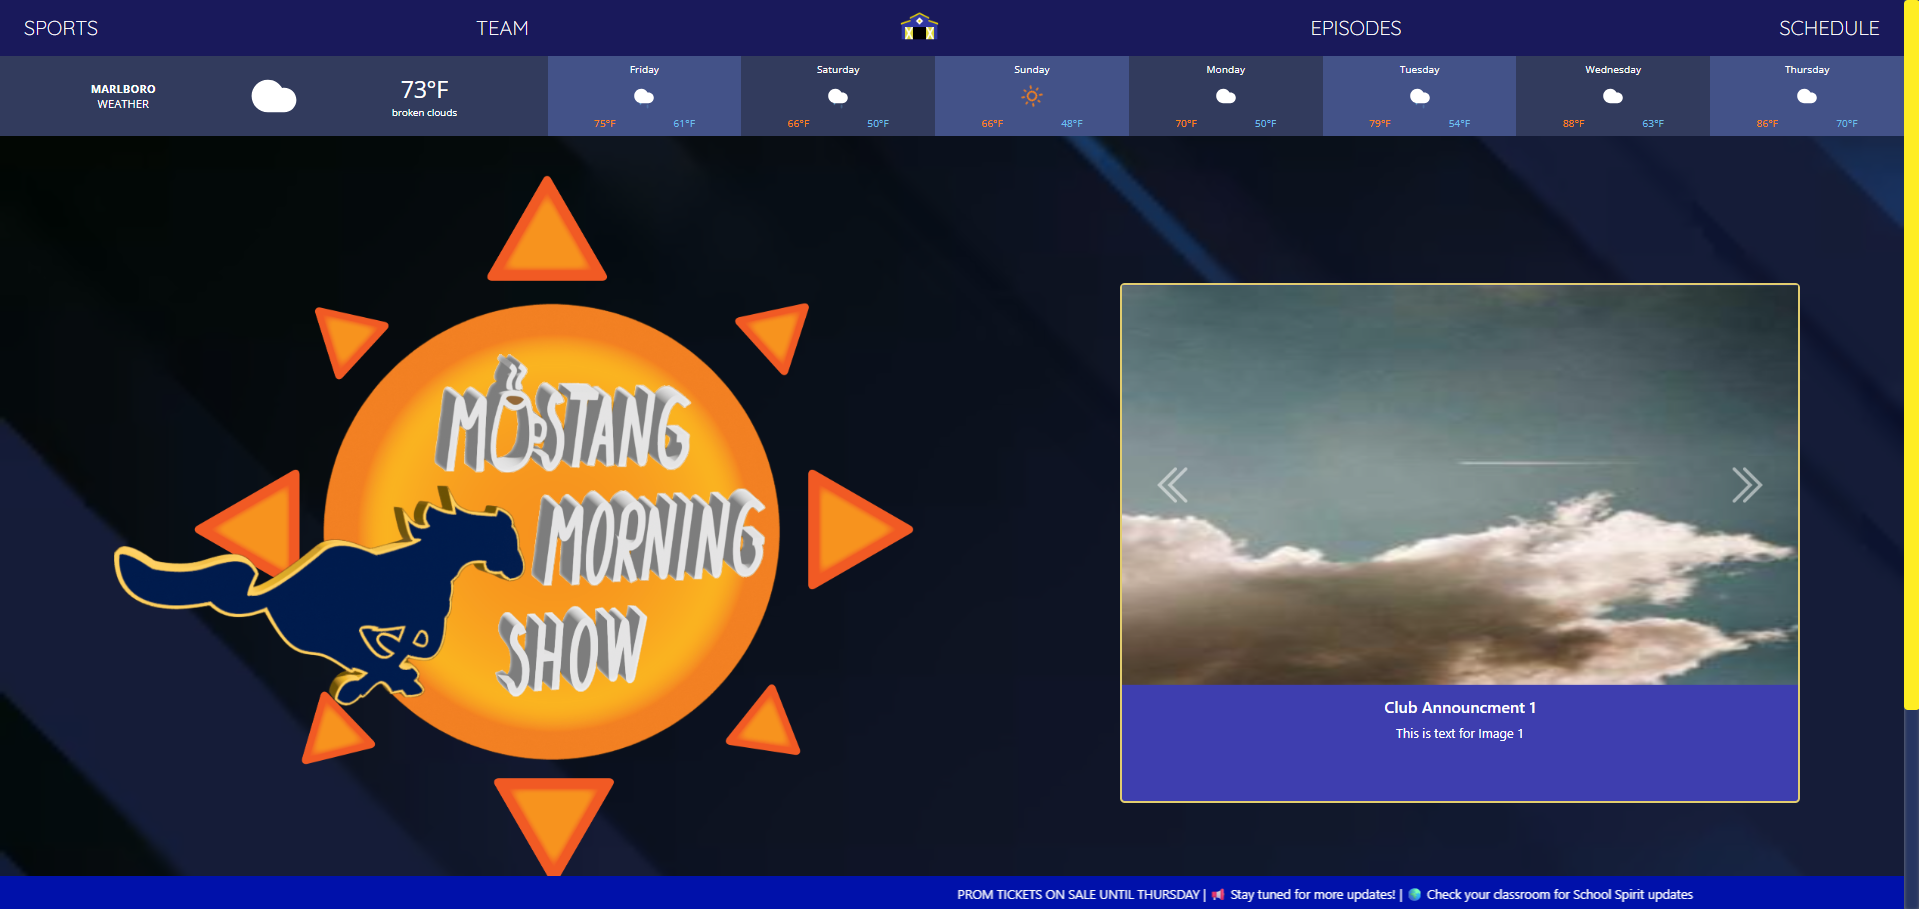 SPORTS
TEAM
EPISODES
SCHEDULE
MARLBORO
WEATHER
73°F
broken clouds
Friday
75°F 61°F
Saturday
66°F 50°F
Sunday
66°F 48°F
Monday
70°F 50°F
Tuesday
79°F 54°F
Wednesday
88°F 63°F
Thursday
86°F 70°F
MUSTANG
MORNING
SHOW
Club Announcment 1
This is text for Image 1
PROM TICKETS ON SALE UNTIL THURSDAY | 📢 Stay tuned for more updates! | 🌎 Check your classroom for School Spirit updates